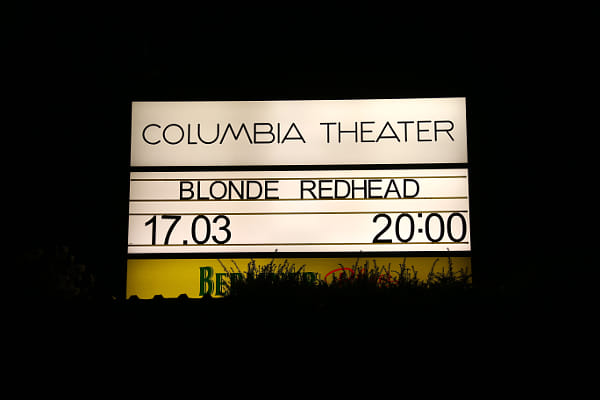 COLUMBIA THEATER
BLONDE REDHEAD
17.03 20:00